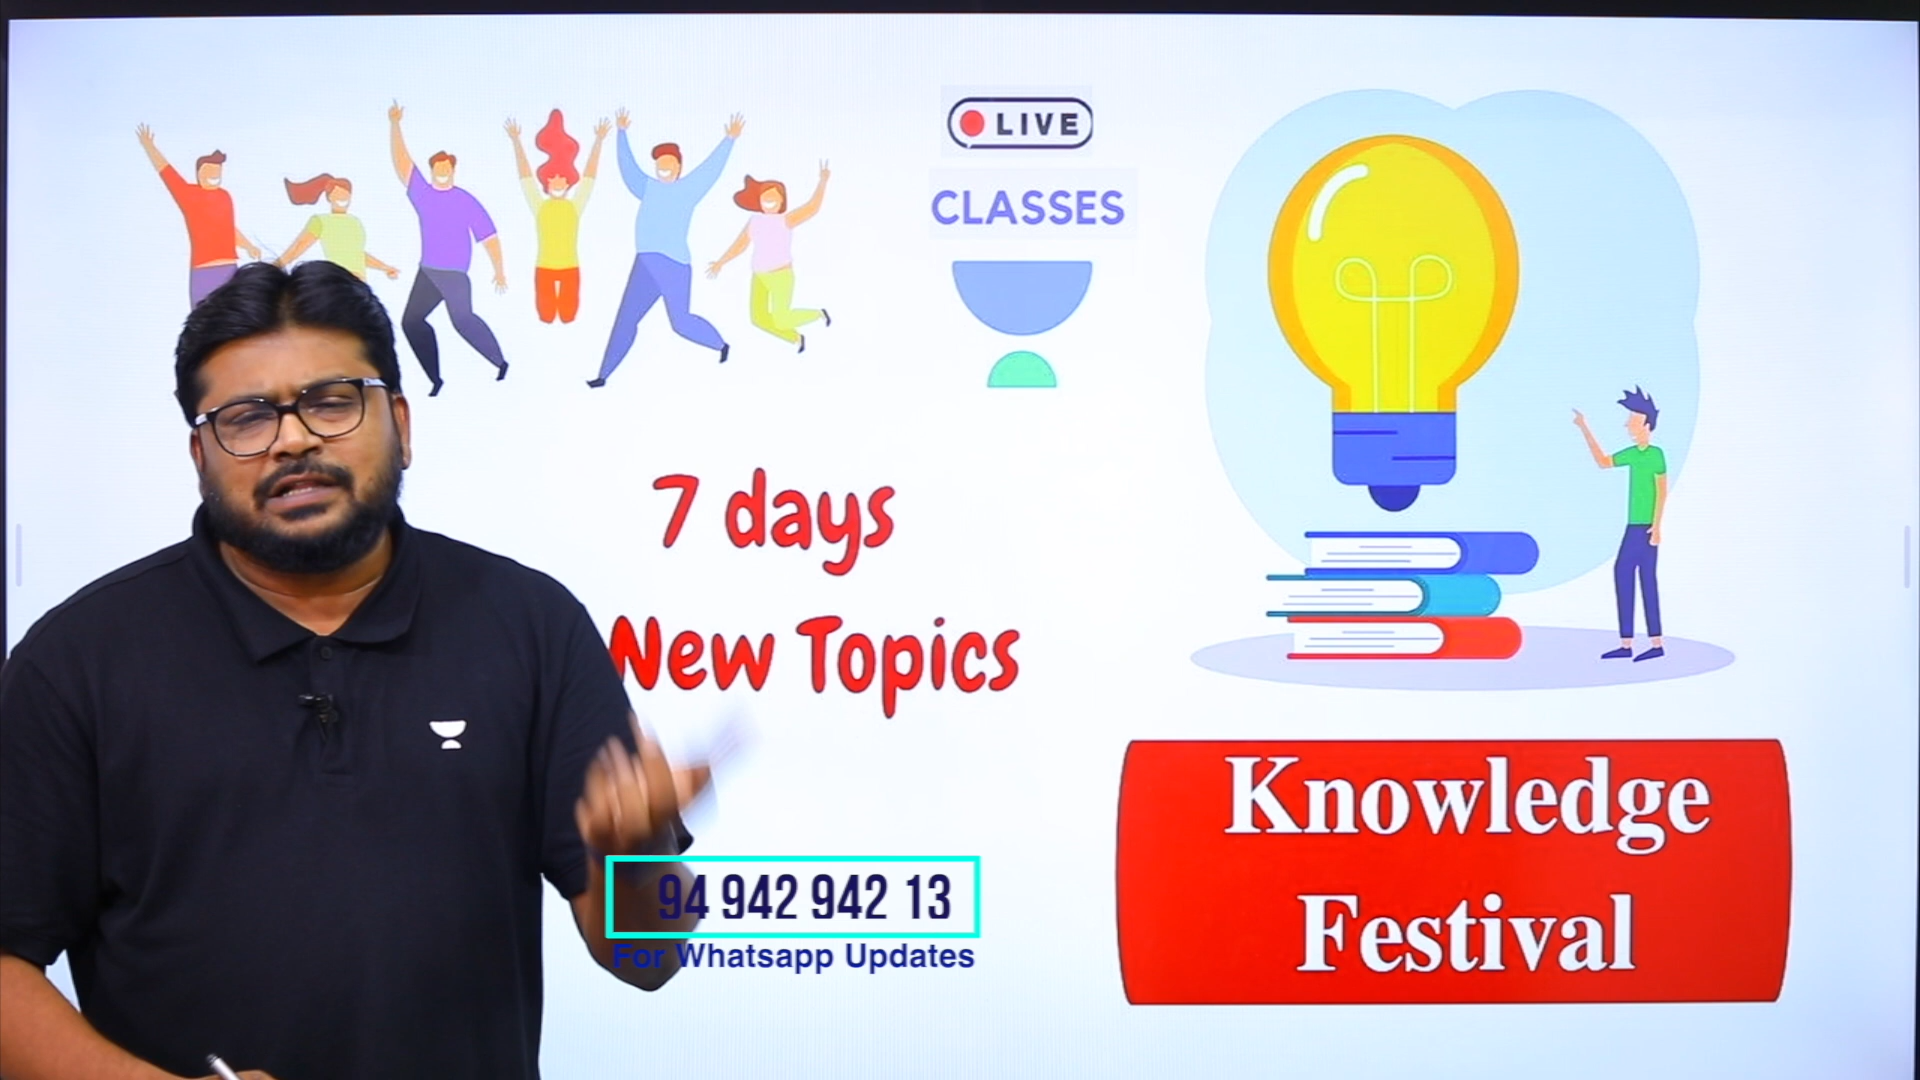 LIVE
CLASSES
7 days
New Topics
Knowledge
Festival
94 942 942 13
For Whatsapp Updates